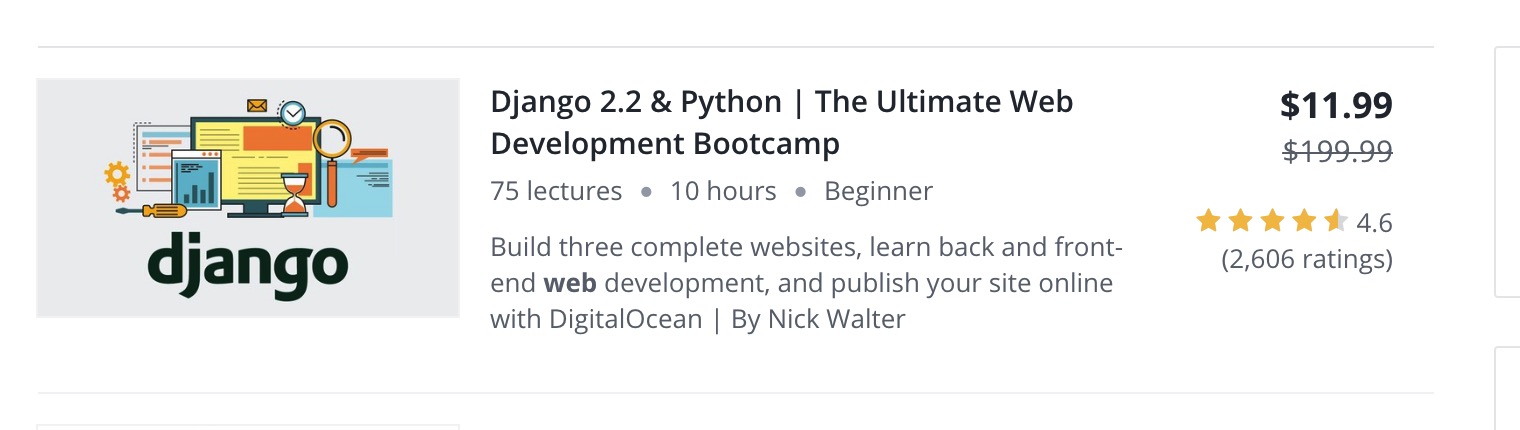 django
Django 2.2 & Python | The Ultimate Web
Development Bootcamp
75 lectures ● 10 hours ● Beginner
Build three complete websites, learn back and front-
end web development, and publish your site online
with DigitalOcean | By Nick Walter
$11.99
$199.99
4.6
(2,606 ratings)